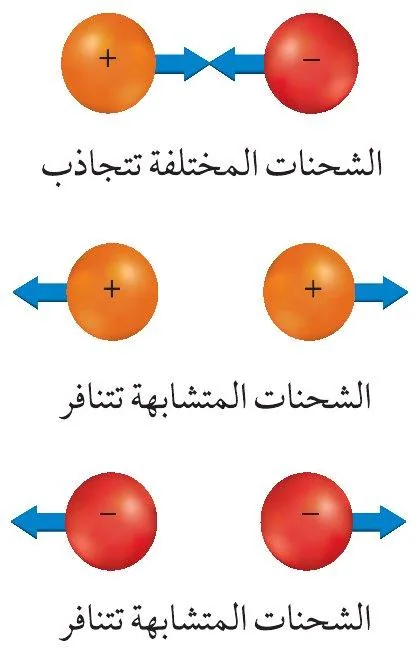 + −
الشحنات المختلفة تتجاذب
+ +
الشحنات المتشابهة تتنافر
− −
الشحنات المتشابهة تتنافر